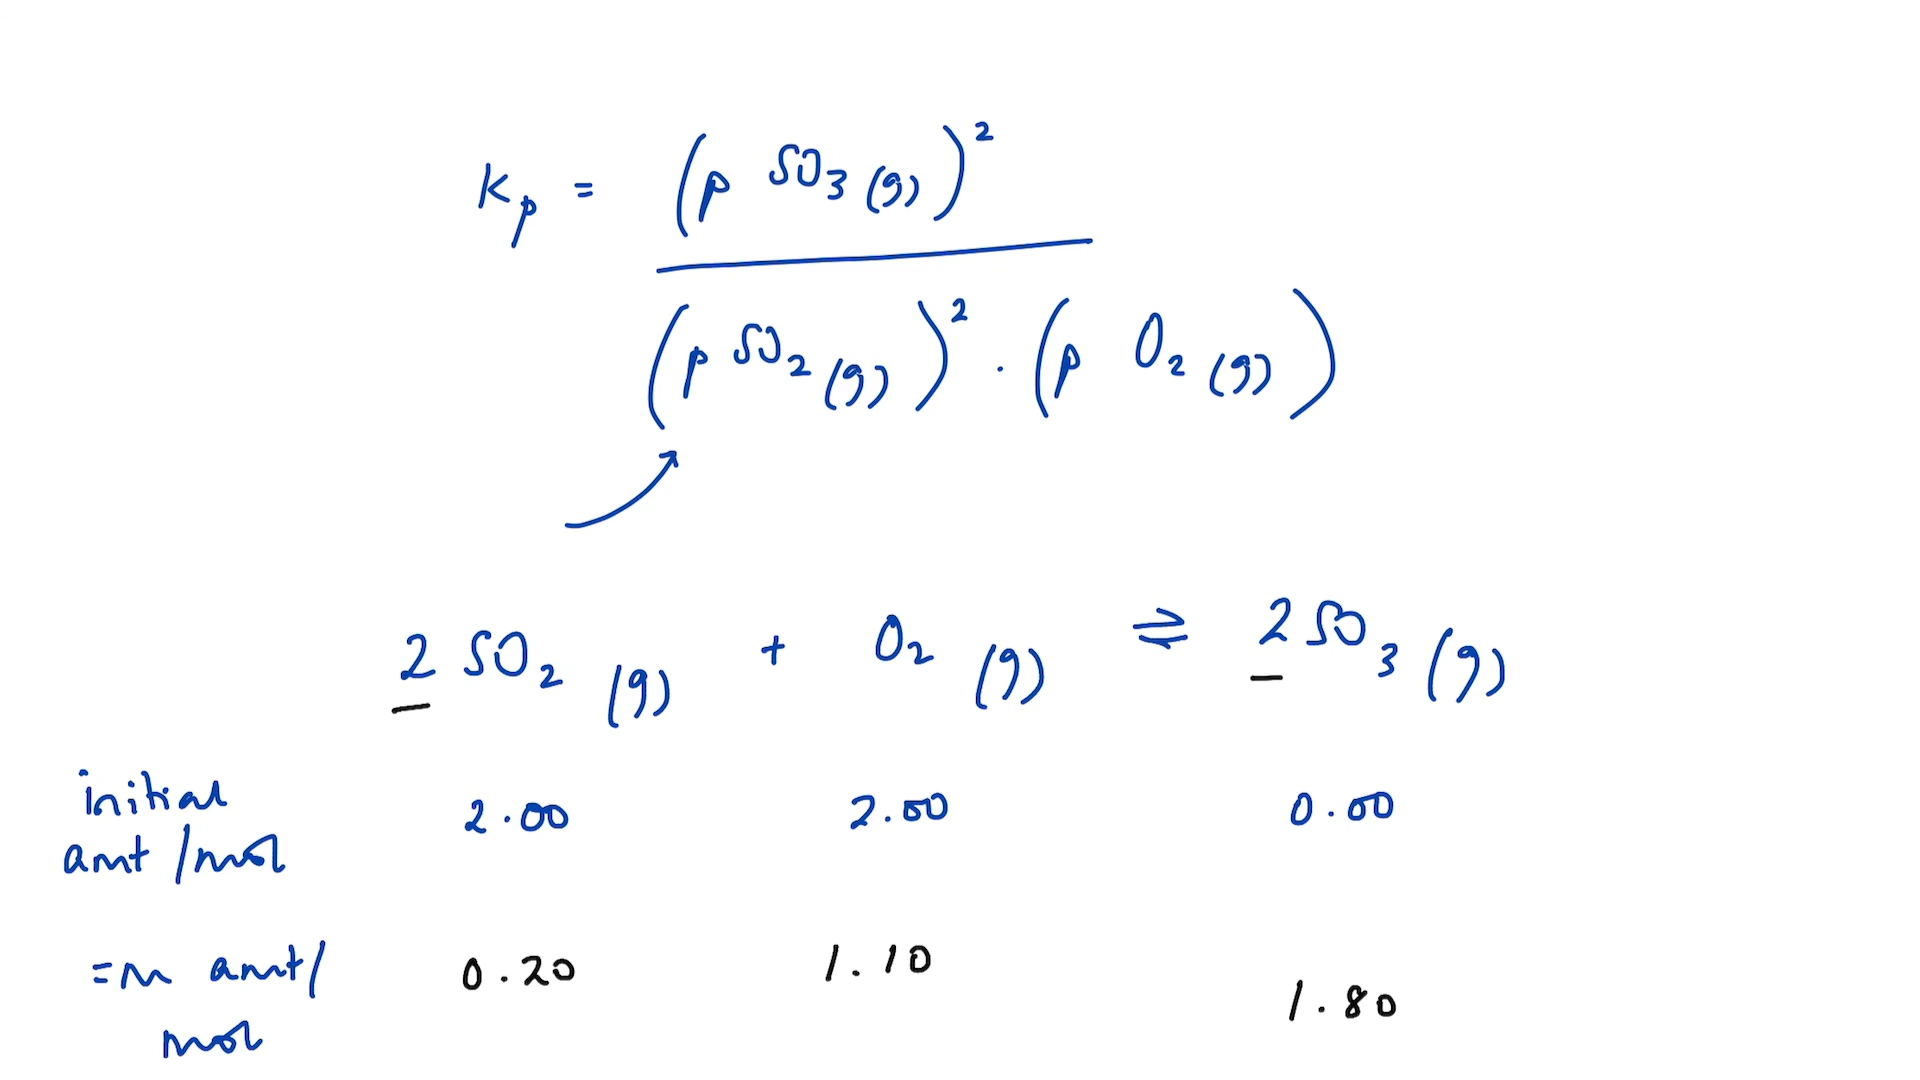 Kp = (p SO₃ (g))²
(p SO₂ (g))² · (p O₂ (g))
2 SO₂ (g) + O₂ (g) ⇌ 2 SO₃ (g)
initial 2.00 2.00 0.00
amt /mol
=m amt/ 0.20 1.10 1.80
mol